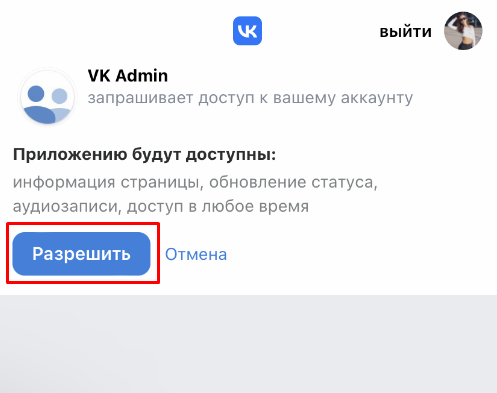 VK выйти
VK Admin
запрашивает доступ к вашему аккаунту
Приложению будут доступны:
информация страницы, обновление статуса,
аудиозаписи, доступ в любое время
Разрешить Отмена